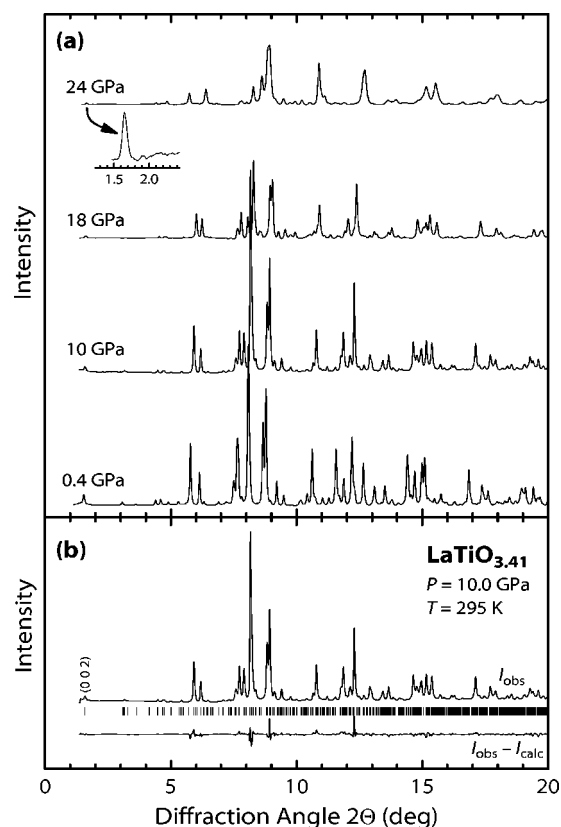 (a)
24 GPa
1.5 2.0
18 GPa
10 GPa
0.4 GPa
Intensity
(b)
LaTiO3.41
P = 10.0 GPa
T = 295 K
(0 0 2)
Iobs
Iobs – Icalc
Intensity
0 5 10 15 20
Diffraction Angle 2Θ (deg)